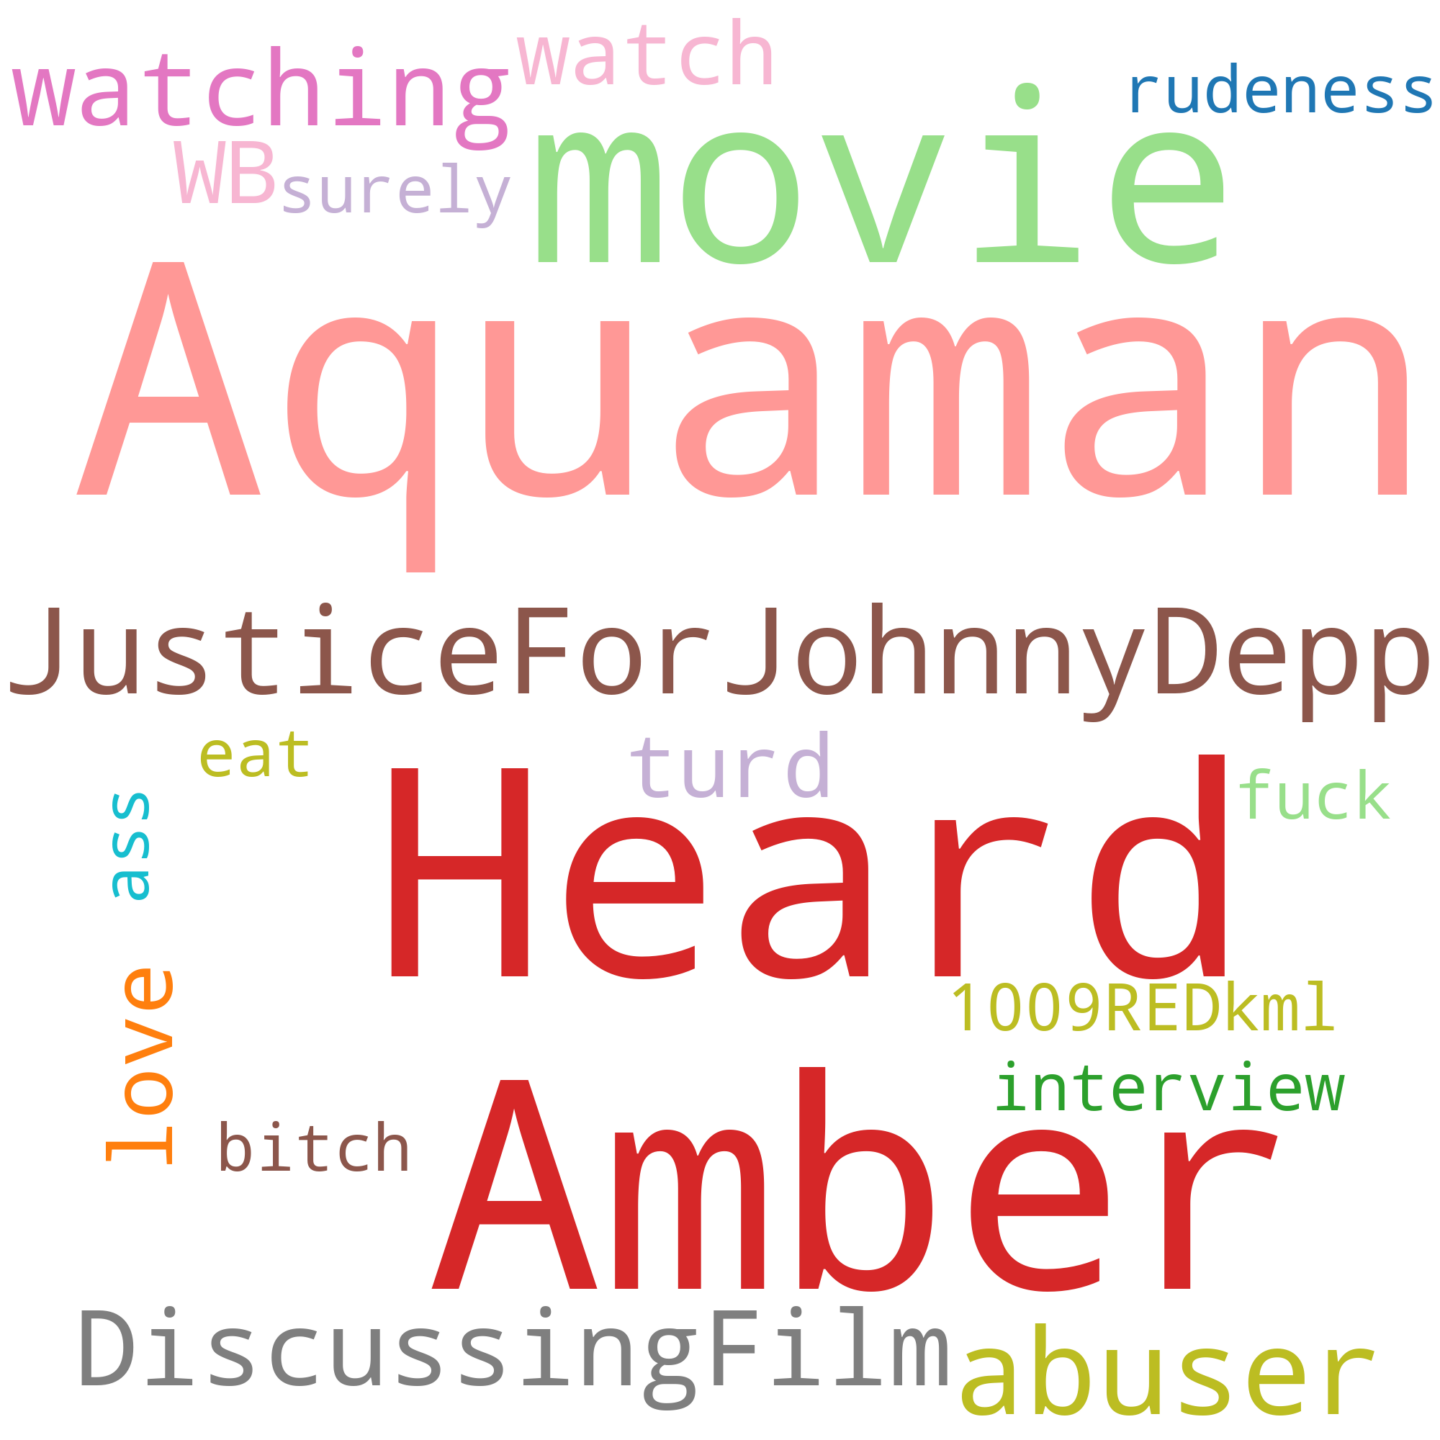 watching
watch
rudeness
WB
surely
movie
Aquaman
JusticeForJohnnyDepp
eat
turd
fuck
ass
Heard
love
1009REDkml
interview
bitch
Amber
DiscussingFilm
abuser